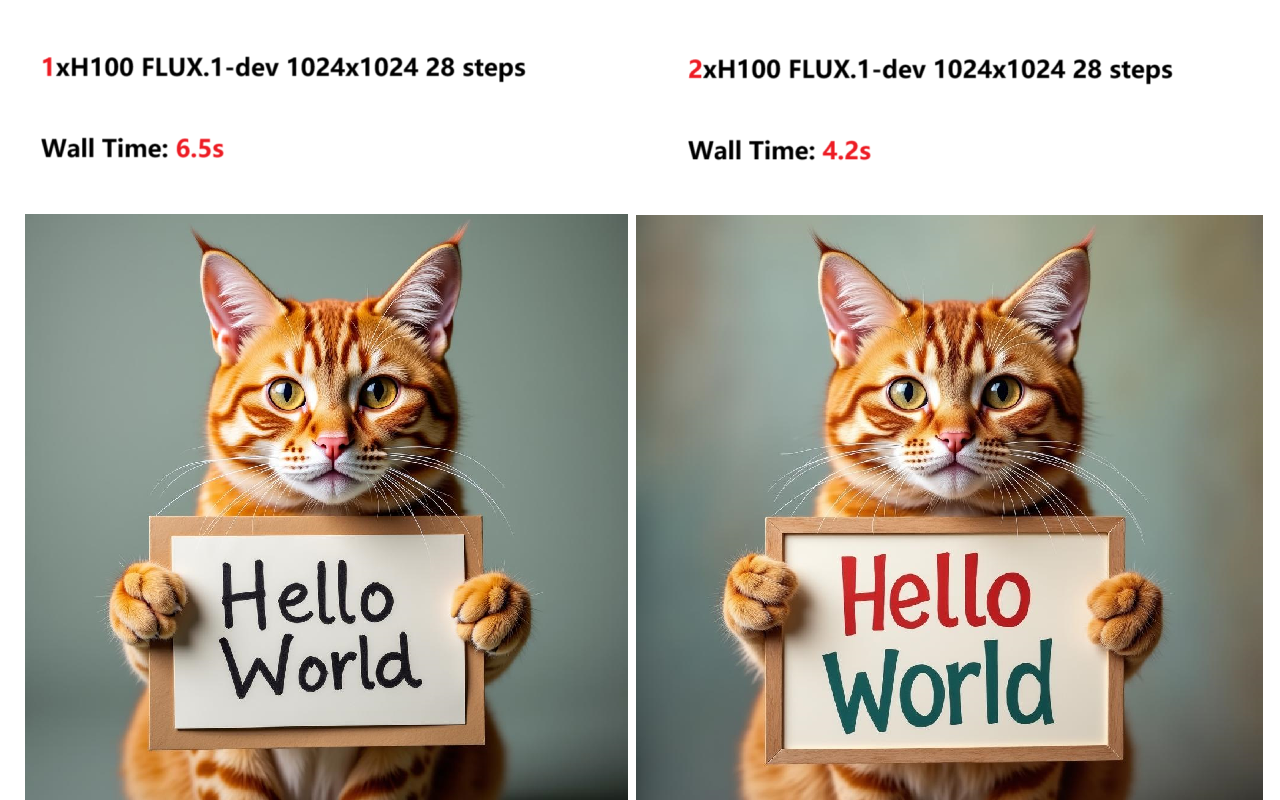 1xH100 FLUX.1-dev 1024x1024 28 steps
Wall Time: 6.5s
Hello
World
2xH100 FLUX.1-dev 1024x1024 28 steps
Wall Time: 4.2s
Hello
World